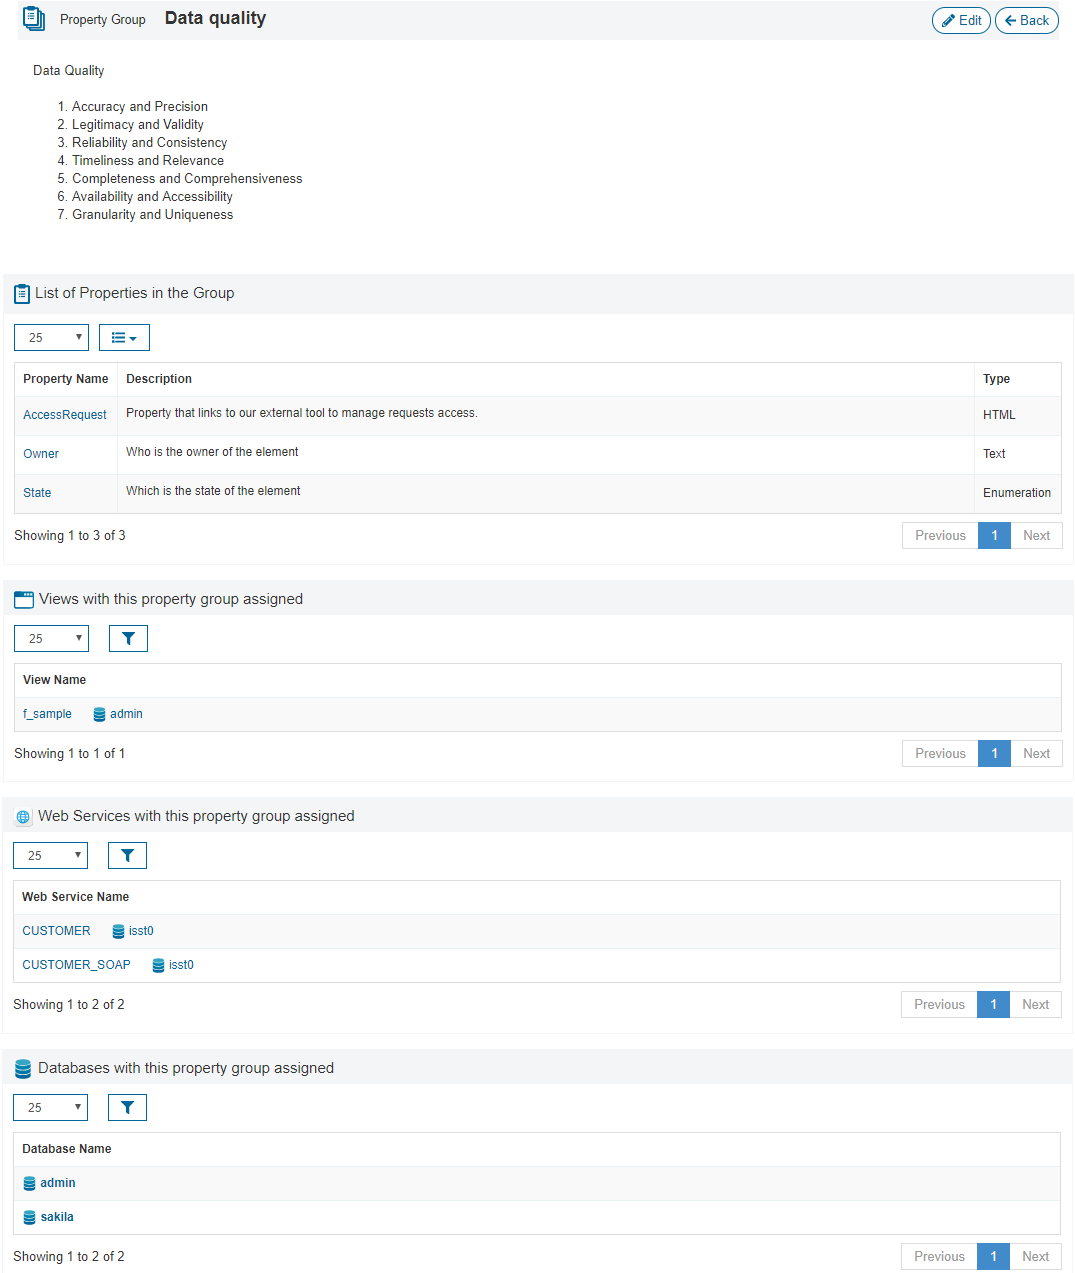 Property Group Data quality Edit Back
Data Quality
1. Accuracy and Precision
2. Legitimacy and Validity
3. Reliability and Consistency
4. Timeliness and Relevance
5. Completeness and Comprehensiveness
6. Availability and Accessibility
7. Granularity and Uniqueness
List of Properties in the Group
25
Property Name Description Type
AccessRequest Property that links to our external tool to manage requests access. HTML
Owner Who is the owner of the element Text
State Which is the state of the element Enumeration
Showing 1 to 3 of 3 Previous 1 Next
Views with this property group assigned
25
View Name
f_sample admin
Showing 1 to 1 of 1 Previous 1 Next
Web Services with this property group assigned
25
Web Service Name
CUSTOMER isst0
CUSTOMER_SOAP isst0
Showing 1 to 2 of 2 Previous 1 Next
Databases with this property group assigned
25
Database Name
admin
sakila
Showing 1 to 2 of 2 Previous 1 Next